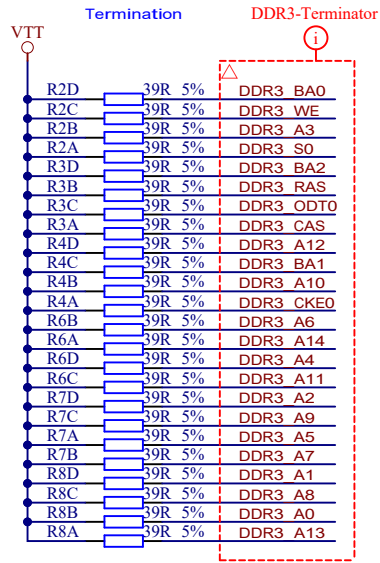 Termination DDR3-Terminator
VTT
i
R2D 39R 5% DDR3_BA0
R2C 39R 5% DDR3_WE
R2B 39R 5% DDR3_A3
R2A 39R 5% DDR3_S0
R3D 39R 5% DDR3_BA2
R3B 39R 5% DDR3_RAS
R3C 39R 5% DDR3_ODT0
R3A 39R 5% DDR3_CAS
R4D 39R 5% DDR3_A12
R4C 39R 5% DDR3_BA1
R4B 39R 5% DDR3_A10
R4A 39R 5% DDR3_CKE0
R6B 39R 5% DDR3_A6
R6A 39R 5% DDR3_A14
R6D 39R 5% DDR3_A4
R6C 39R 5% DDR3_A11
R7D 39R 5% DDR3_A2
R7C 39R 5% DDR3_A9
R7A 39R 5% DDR3_A5
R7B 39R 5% DDR3_A7
R8D 39R 5% DDR3_A1
R8C 39R 5% DDR3_A8
R8B 39R 5% DDR3_A0
R8A 39R 5% DDR3_A13